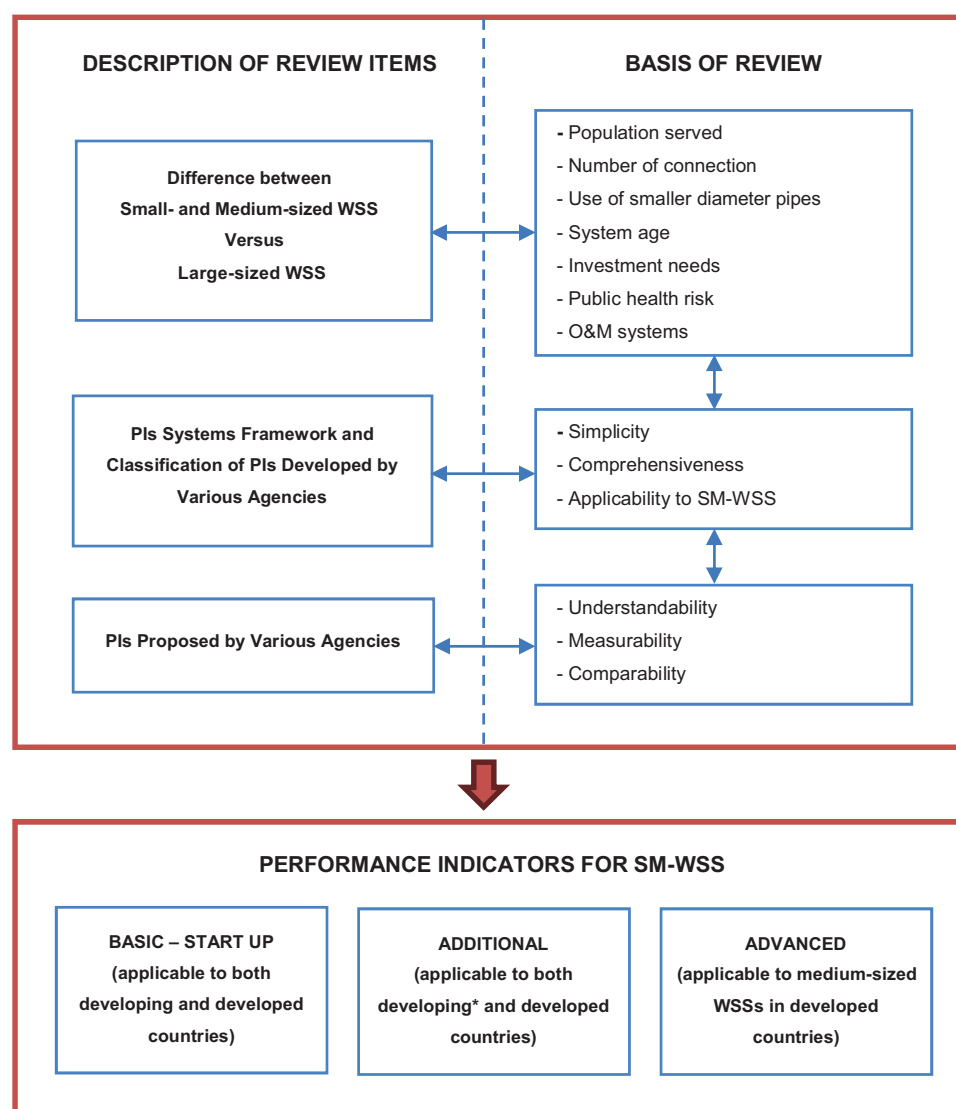 DESCRIPTION OF REVIEW ITEMS
Difference between
Small- and Medium-sized WSS
Versus
Large-sized WSS
PIs Systems Framework and
Classification of PIs Developed by
Various Agencies
PIs Proposed by Various Agencies
BASIS OF REVIEW
- Population served
- Number of connection
- Use of smaller diameter pipes
- System age
- Investment needs
- Public health risk
- O&M systems
- Simplicity
- Comprehensiveness
- Applicability to SM-WSS
- Understandability
- Measurability
- Comparability
PERFORMANCE INDICATORS FOR SM-WSS
BASIC – START UP
(applicable to both
developing and developed
countries)
ADDITIONAL
(applicable to both
developing* and developed
countries)
ADVANCED
(applicable to medium-sized
WSSs in developed
countries)